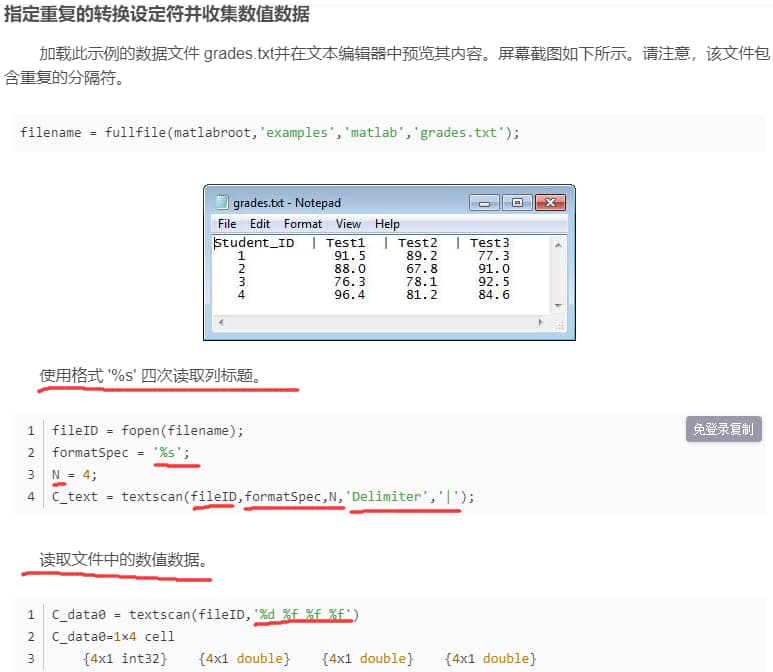 指定重复的转换设定符并收集数值数据
加载此示例的数据文件 grades.txt并在文本编辑器中预览其内容。屏幕截图如下所示。请注意，该文件包
含重复的分隔符。
filename = fullfile(matlabroot,'examples','matlab','grades.txt');
grades.txt - Notepad
File Edit Format View Help
Student_ID | Test1 | Test2 | Test3
1 91.5 89.2 77.3
2 88.0 67.8 91.0
3 76.3 78.1 92.5
4 96.4 81.2 84.6
使用格式 '%s' 四次读取列标题。
免登录复制
1 fileID = fopen(filename);
2 formatSpec = '%s';
3 N = 4;
4 C_text = textscan(fileID,formatSpec,N,'Delimiter','|');
读取文件中的数值数据。
1 C_data0 = textscan(fileID,'%d %f %f %f')
2 C_data0=1×4 cell
3 {4x1 int32} {4x1 double} {4x1 double} {4x1 double}